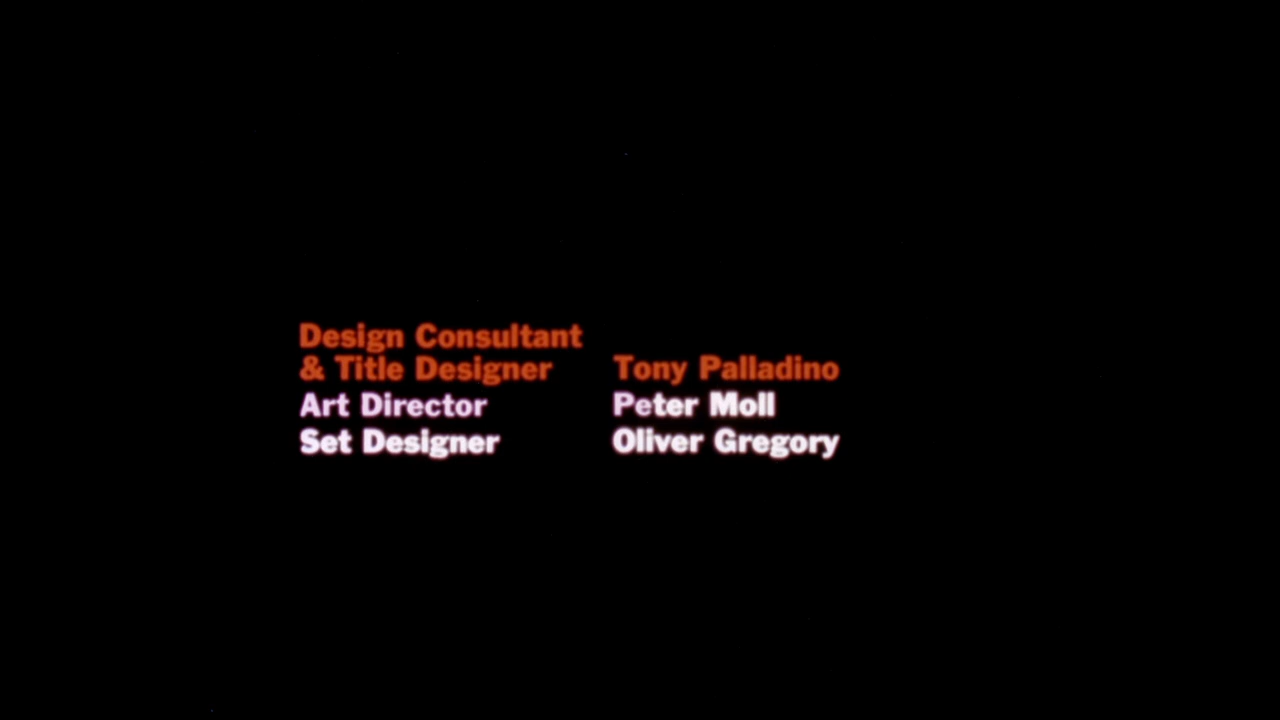 Design Consultant
& Title Designer Tony Palladino
Art Director Peter Moll
Set Designer Oliver Gregory